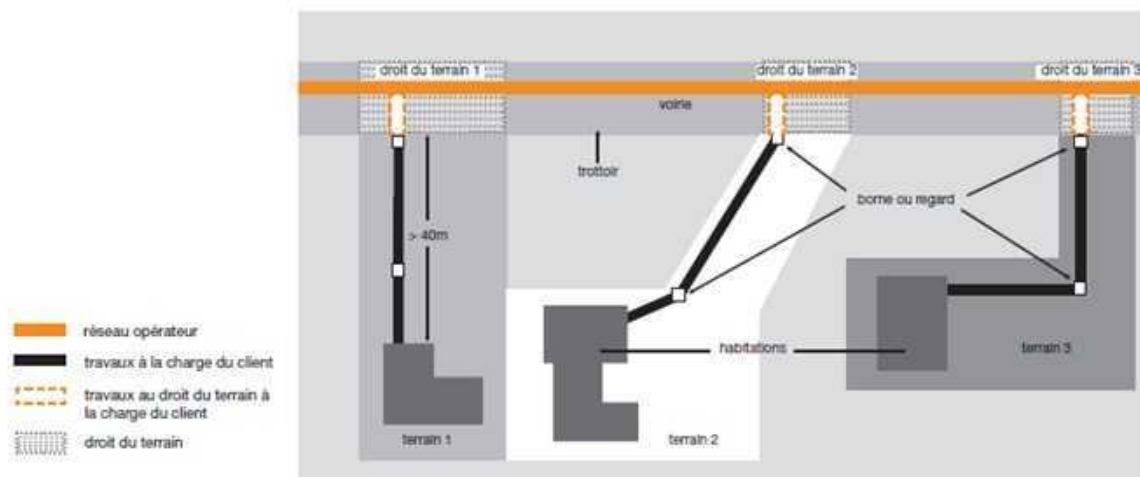 droit du terrain 1
droit du terrain 2
droit du terrain 3
voirie
trottoir
borne ou regard
> 40m
habitations
terrain 3
terrain 1
terrain 2
réseau opérateur
travaux à la charge du client
travaux au droit du terrain à
la charge du client
droit du terrain